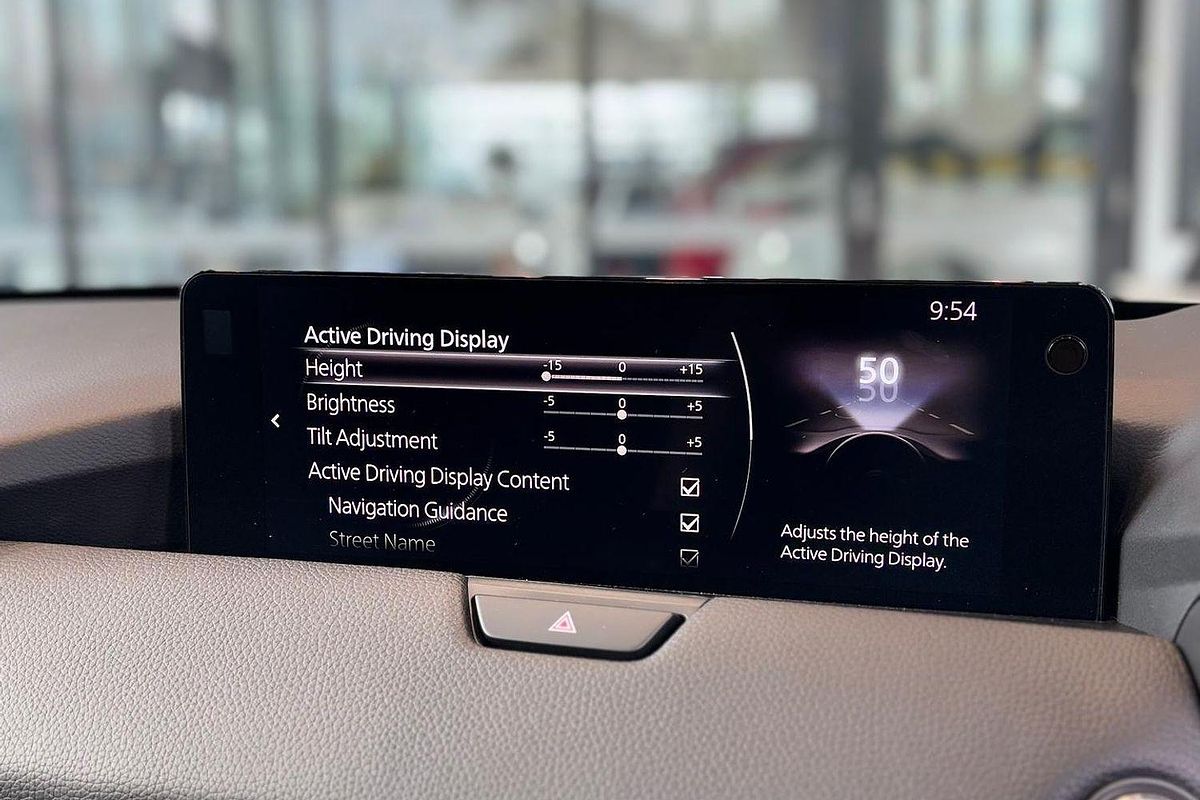 9:54
Active Driving Display
Height -15 0 +15
Brightness -5 0 +5
Tilt Adjustment -5 0 +5
Active Driving Display Content
Navigation Guidance
Street Name
50
50
Adjusts the height of the
Active Driving Display.